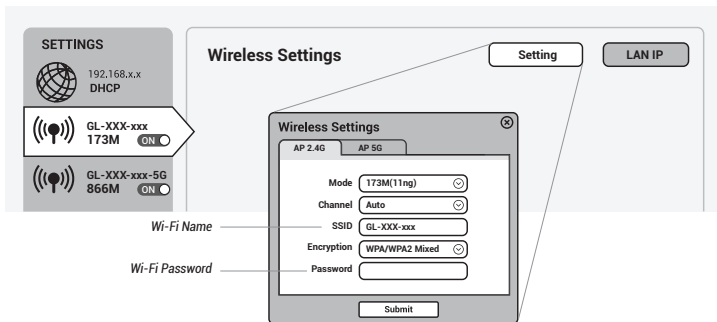 SETTINGS
192.168.x.x
DHCP
GL-XXX-xxx
173M ON
GL-XXX-xxx-5G
866M ON
Wireless Settings
Setting
LAN IP
Wireless Settings
AP 2.4G AP 5G
Mode 173M(11ng)
Channel Auto
Wi-Fi Name SSID GL-XXX-xxx
Encryption WPA/WPA2 Mixed
Wi-Fi Password Password
Submit